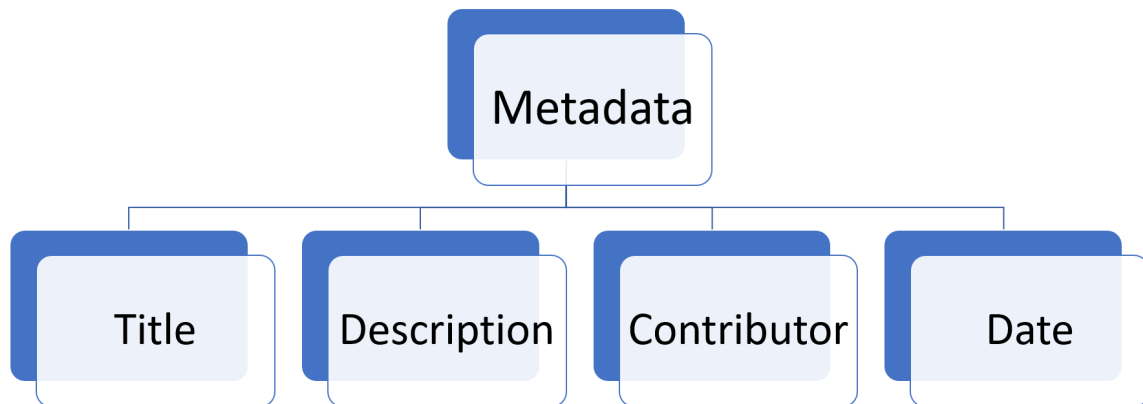 Metadata
Title
Description
Contributor
Date